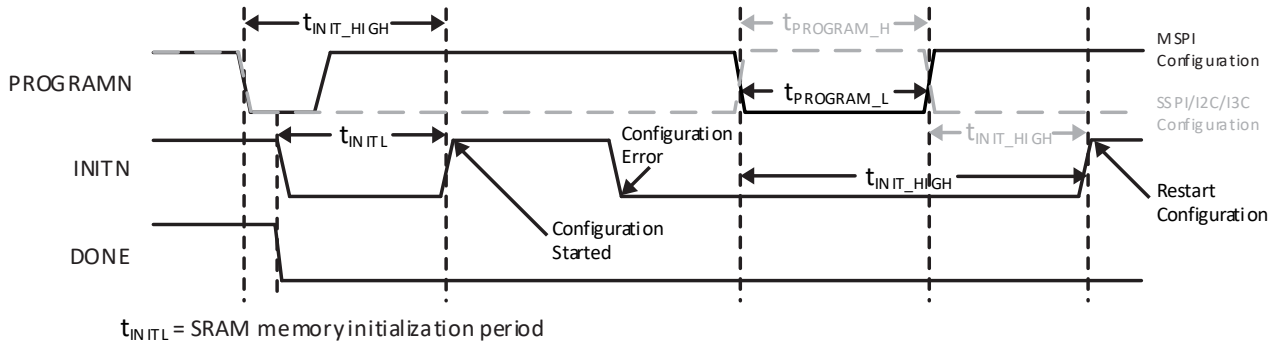 tINIT_HIGH
tPROGRAM_H
MSPI
Configuration
PROGRAMN
tPROGRAM_L
SSPI/I2C/I3C
Configuration
tINITL
Configuration
Error
tINIT_HIGH
INITN
tINIT_HIGH
Restart
Configuration
Configuration
Started
DONE
tINITL = SRAM memory initialization period